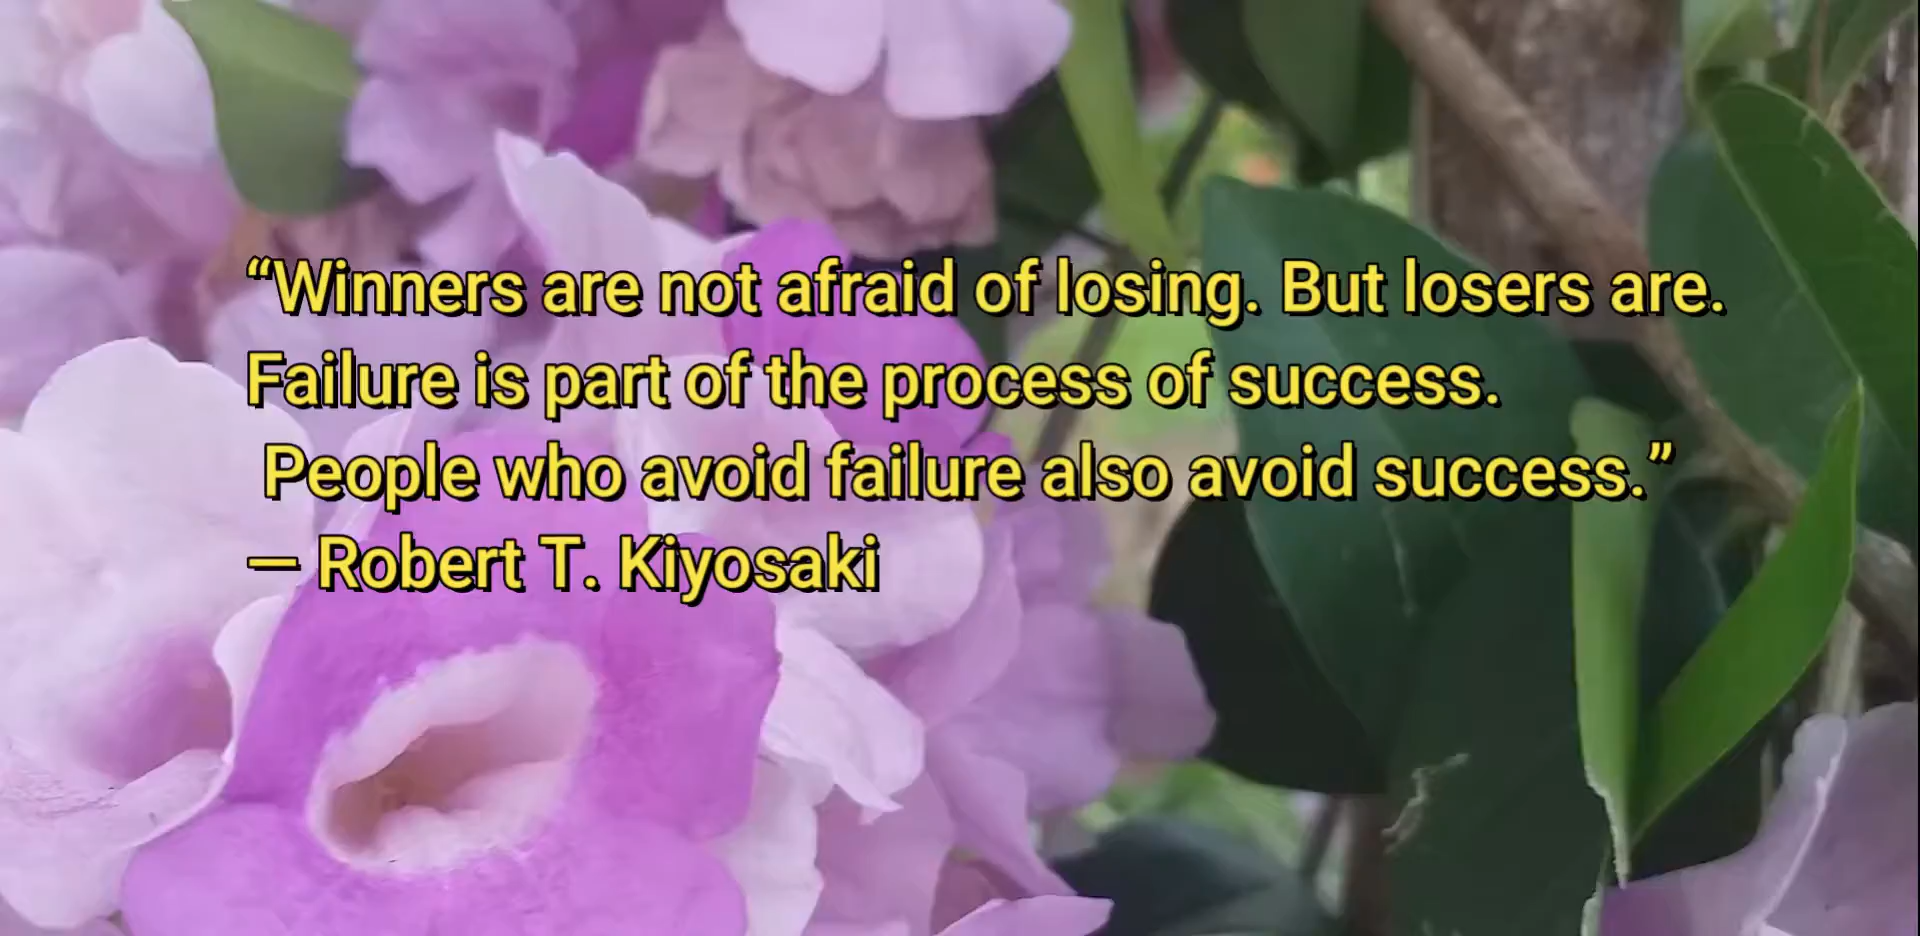 “Winners are not afraid of losing. But losers are.
Failure is part of the process of success.
People who avoid failure also avoid success.”
— Robert T. Kiyosaki